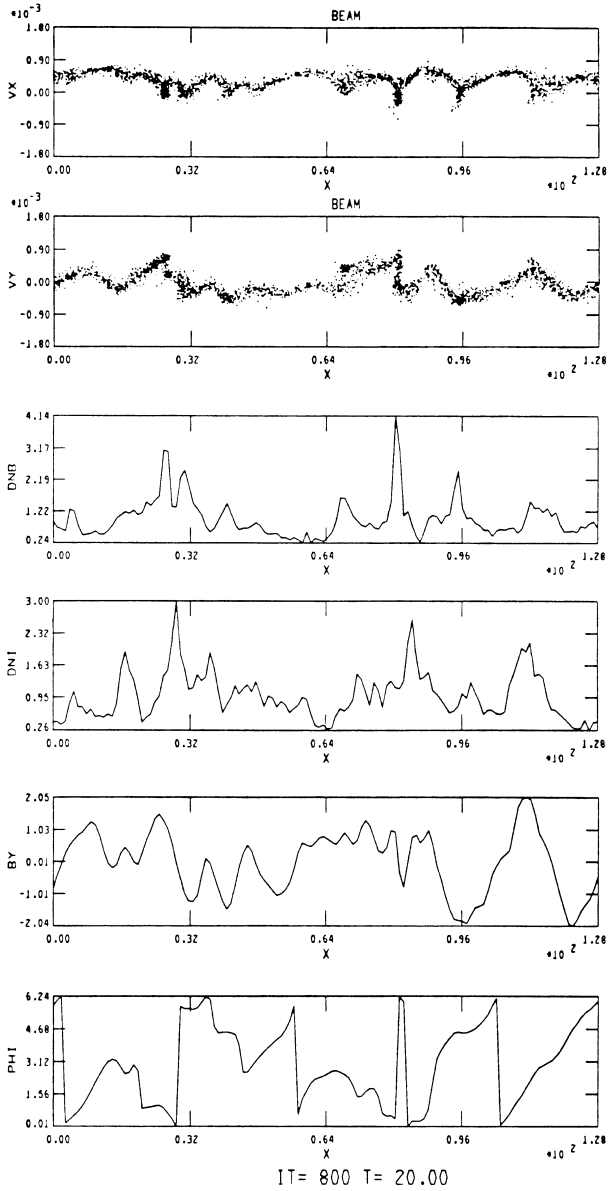 *10 -3
BEAM
1.80
0.90
VX
0.00
-0.90
-1.80
0.00 0.32 0.64 0.96 1.28
X *10 2
*10 -3
BEAM
1.80
0.90
VY
0.00
-0.90
-1.80
0.00 0.32 0.64 0.96 1.28
X *10 2
4.14
3.17
DNB
2.19
1.22
0.24
0.00 0.32 0.64 0.96 1.28
X *10 2
3.00
2.32
DNI
1.63
0.95
0.26
0.00 0.32 0.64 0.96 1.28
X *10 2
2.05
1.03
BY
0.01
-1.01
-2.04
0.00 0.32 0.64 0.96 1.28
X *10 2
6.24
4.68
PHI
3.12
1.56
0.01
0.00 0.32 0.64 0.96 1.28
X *10 2
IT= 800 T= 20.00